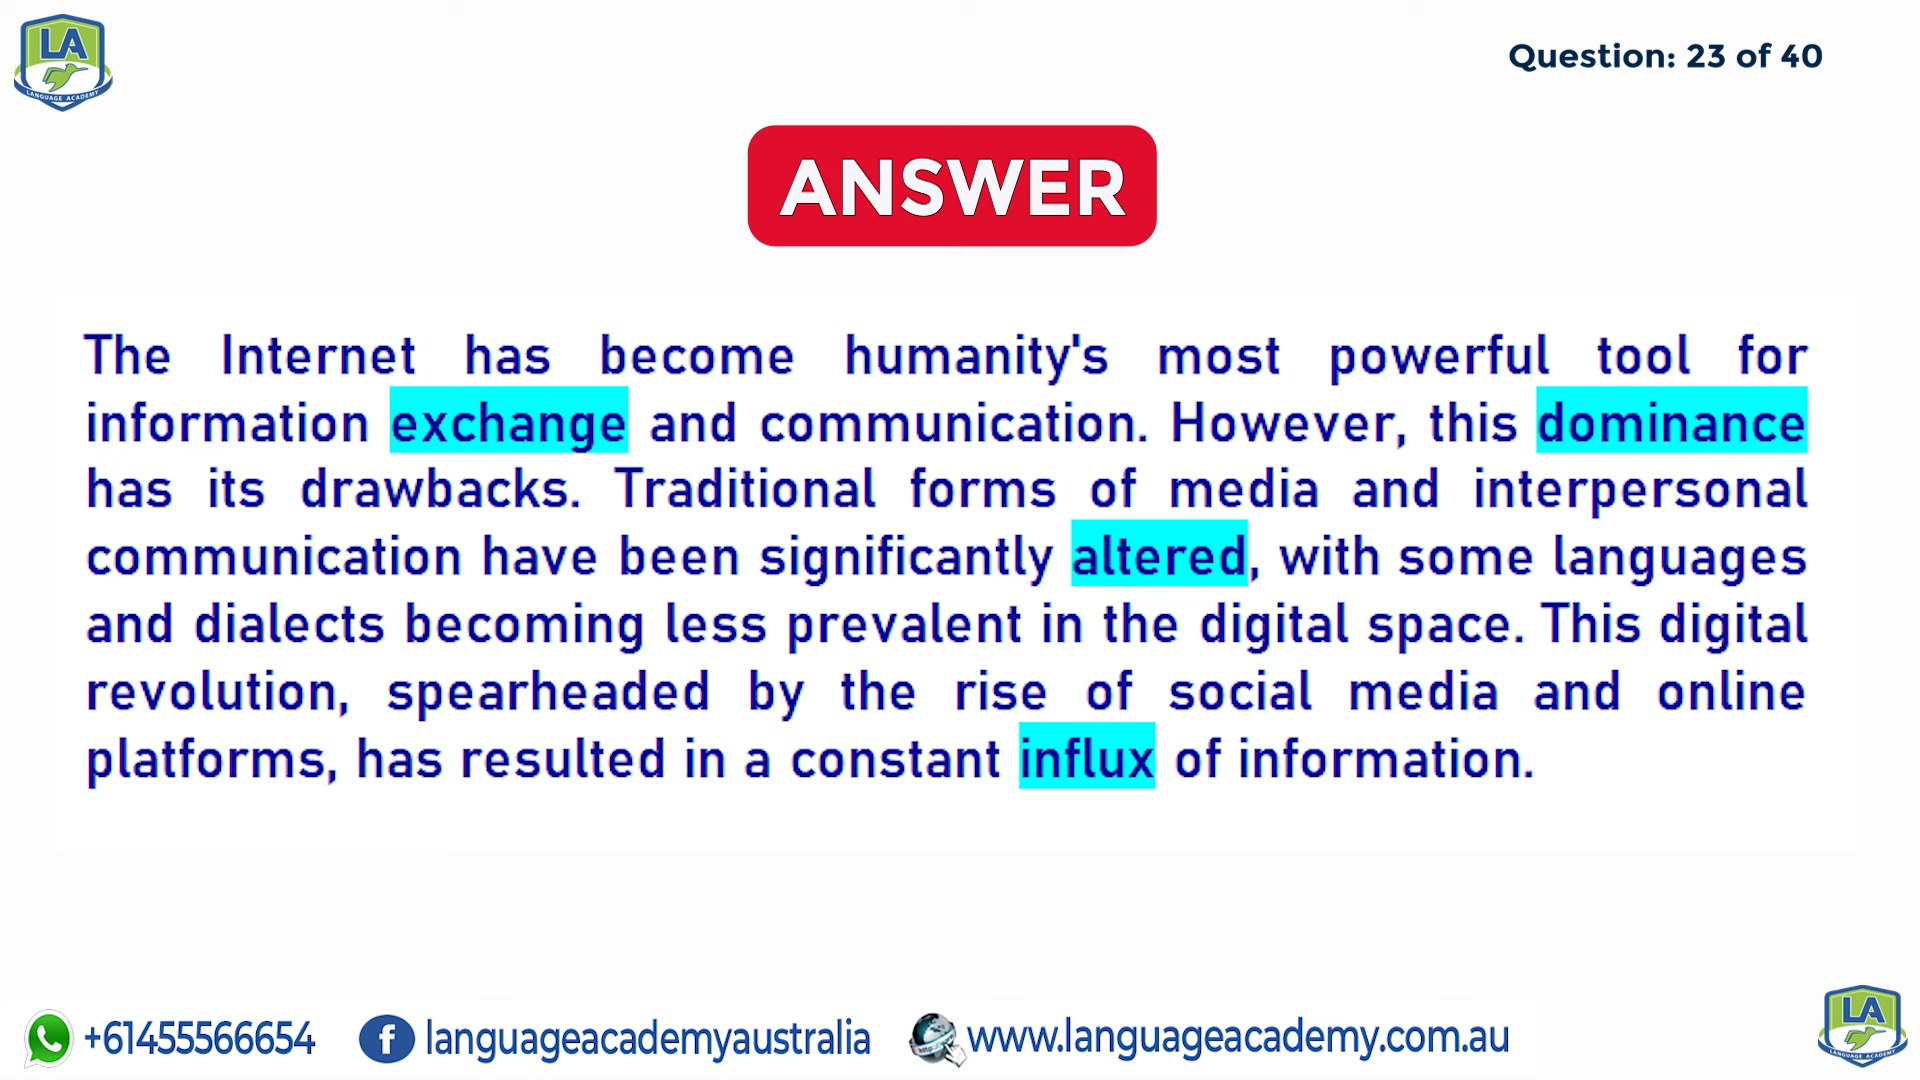 LA
LANGUAGE ACADEMY
Question: 23 of 40
ANSWER
The Internet has become humanity's most powerful tool for
information exchange and communication. However, this dominance
has its drawbacks. Traditional forms of media and interpersonal
communication have been significantly altered, with some languages
and dialects becoming less prevalent in the digital space. This digital
revolution, spearheaded by the rise of social media and online
platforms, has resulted in a constant influx of information.
+61455566654
languageacademyaustralia
www.languageacademy.com.au
LA
LANGUAGE ACADEMY